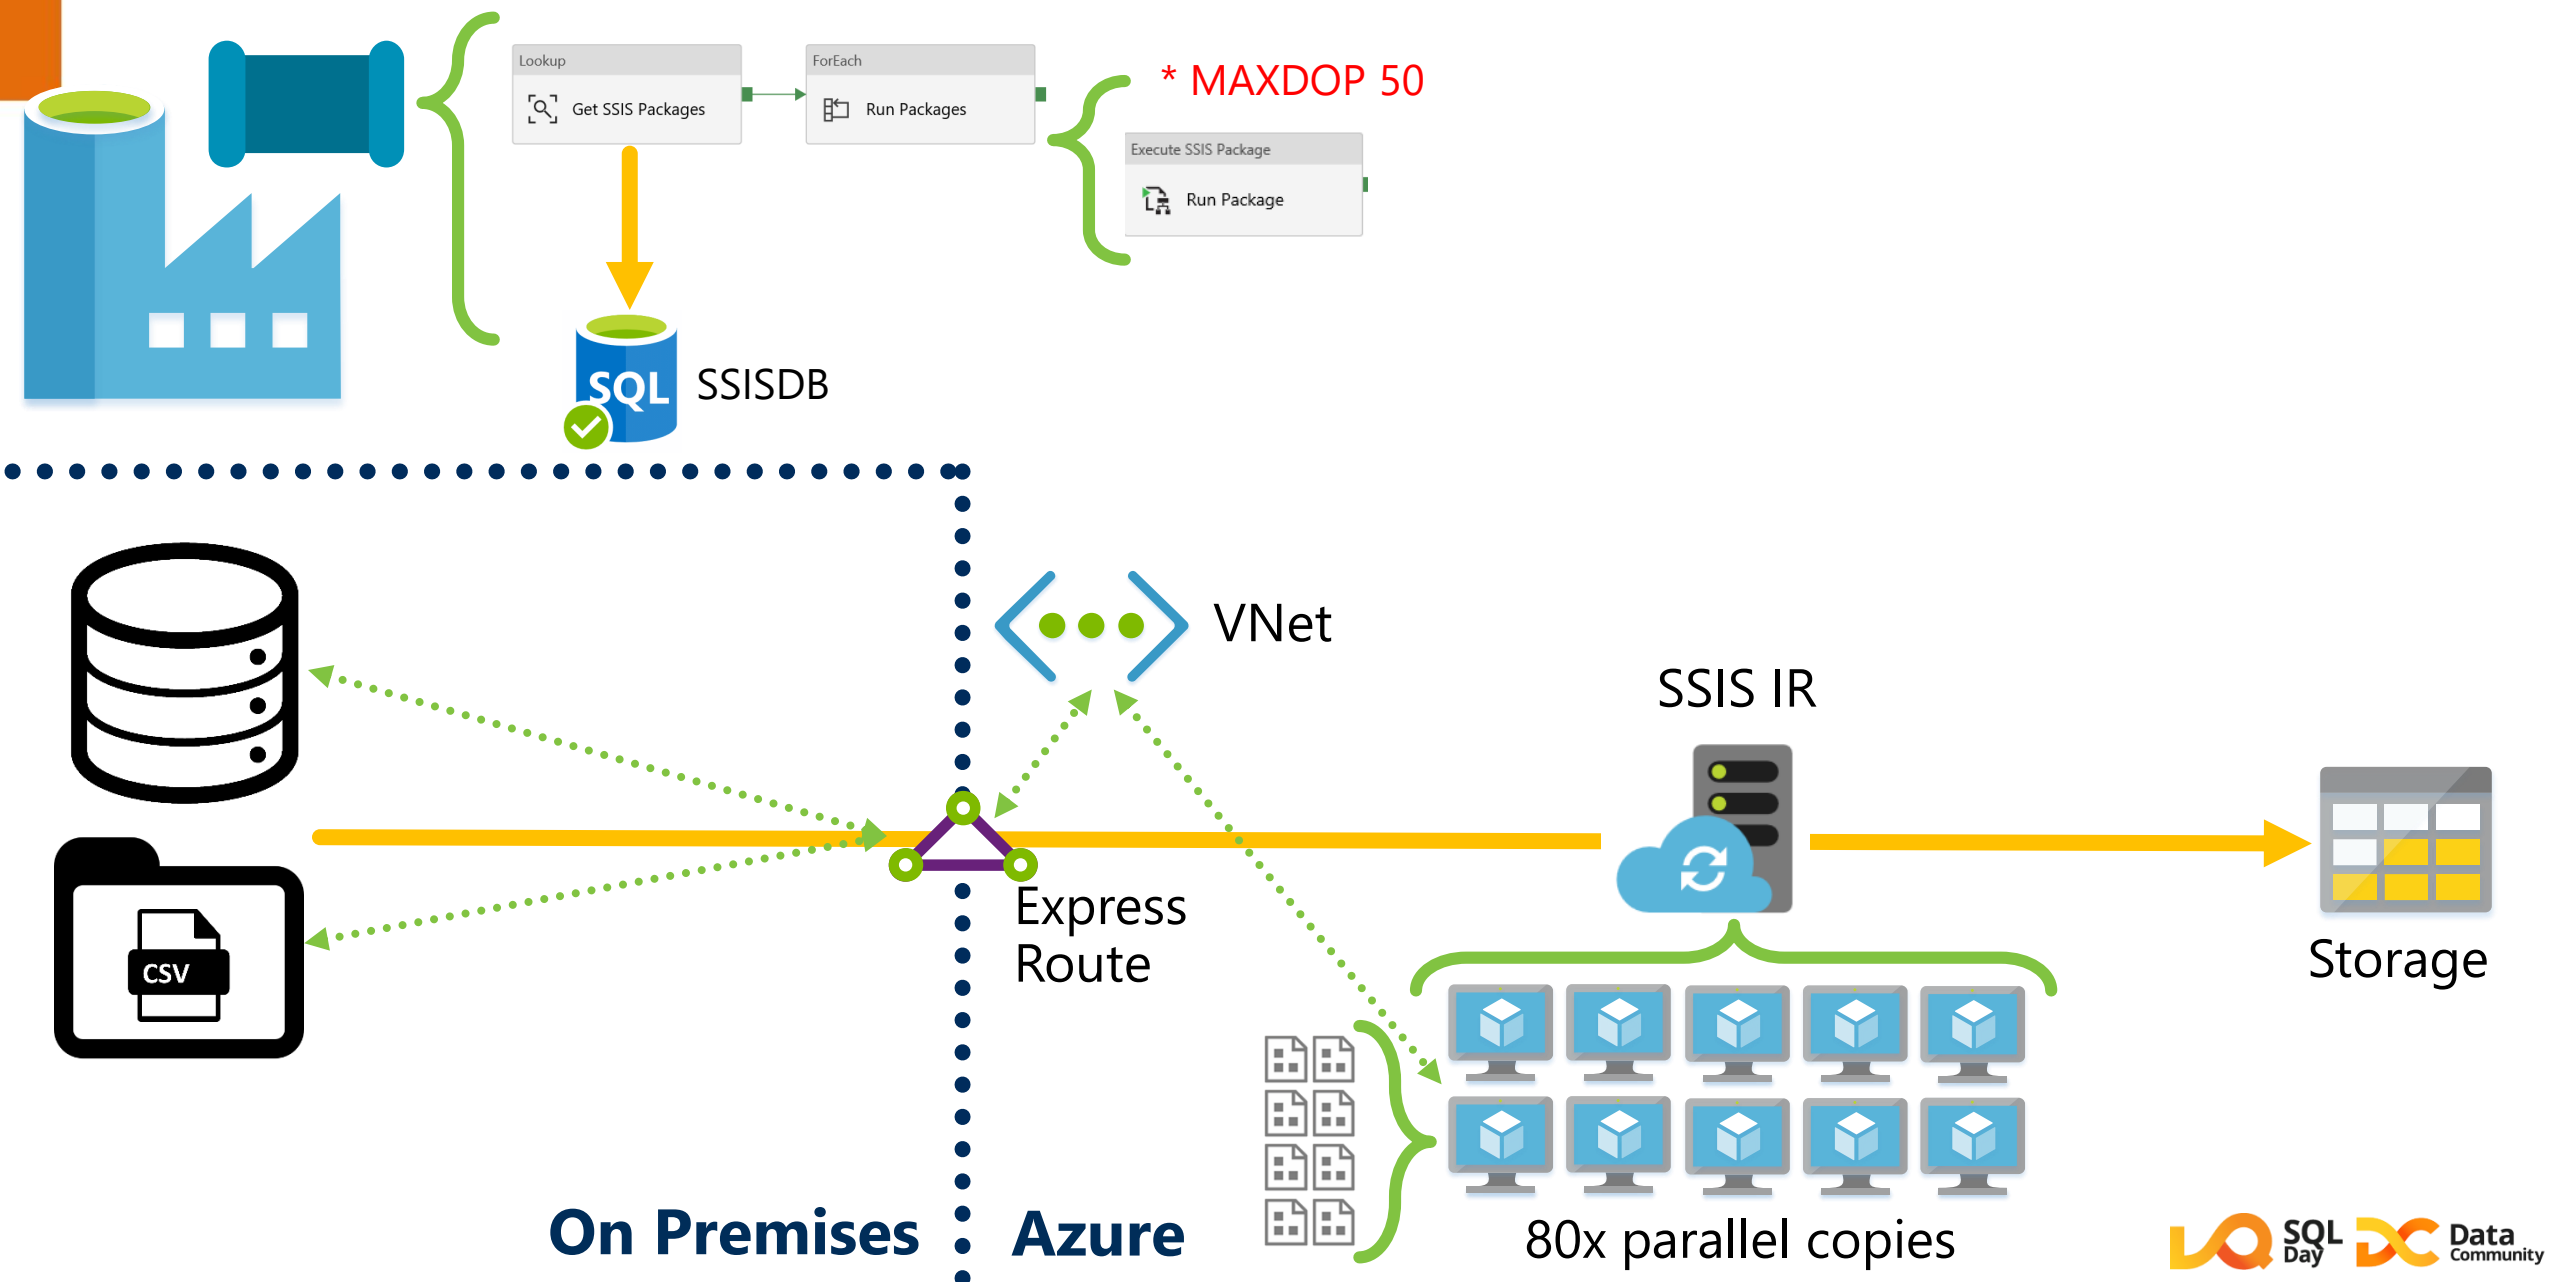 Lookup
Get SSIS Packages
ForEach
Run Packages
* MAXDOP 50
Execute SSIS Package
Run Package
SQL
SSISDB
VNet
SSIS IR
Express
Route
CSV
Storage
On Premises
Azure
80x parallel copies
SQL
Day
Data
Community